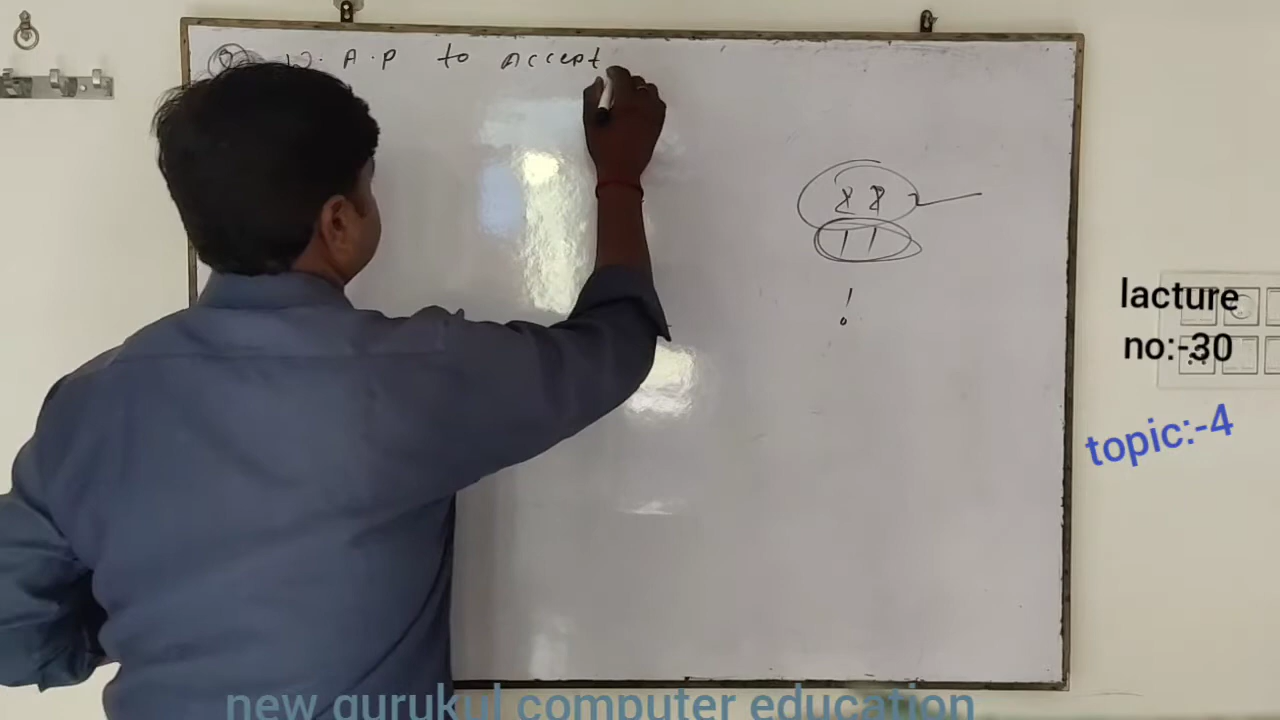 Q W.A.P to Accept
&&
||
!
lacture
no:-30
topic:-4
new gurukul computer education